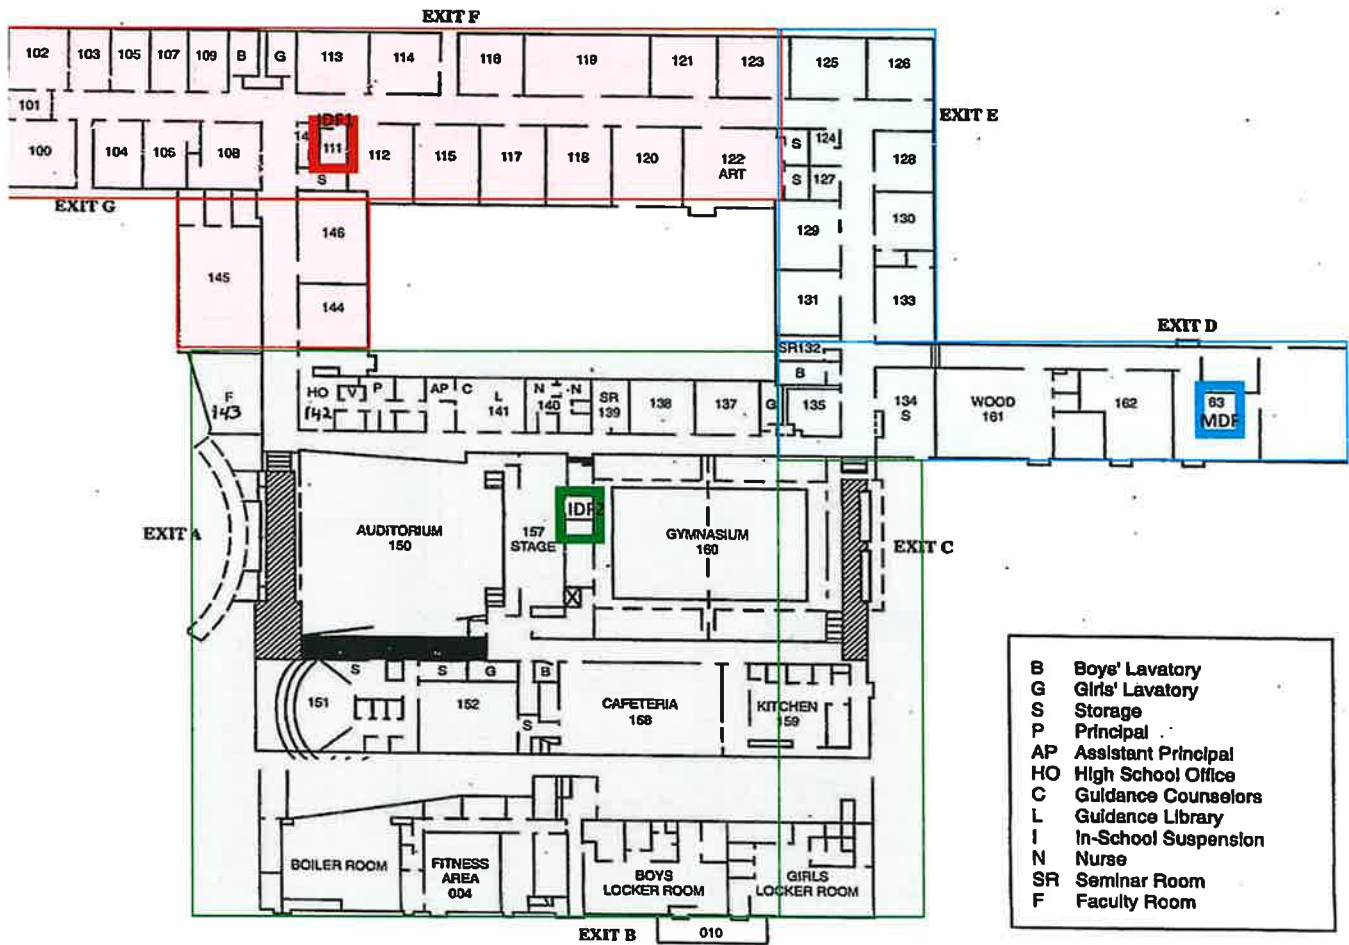 EXIT F
102 103 105 107 109 B G 113 114 118 119 121 123 125 126
101
IDF1
EXIT E
100 104 106 108 14 111 112 115 117 118 120 122 ART
S 124
S 127
128
S
EXIT G
146
129
130
145
144
131
133
EXIT D
SR132
B
F 143
HO 142
V
P
AP
C
L 141
N
140
N
SR 139
138
137
G
135
134 S
WOOD 161
162
63
MDF
EXIT A
AUDITORIUM 150
157 STAGE
IDF2
GYMNASIUM 160
EXIT C
151
S
S
G
B
152
S
CAFETERIA 158
KITCHEN 159
BOILER ROOM
FITNESS AREA 004
BOYS LOCKER ROOM
GIRLS LOCKER ROOM
EXIT B
010
B Boys' Lavatory
G Girls' Lavatory
S Storage
P Principal
AP Assistant Principal
HO High School Office
C Guidance Counselors
L Guidance Library
I In-School Suspension
N Nurse
SR Seminar Room
F Faculty Room